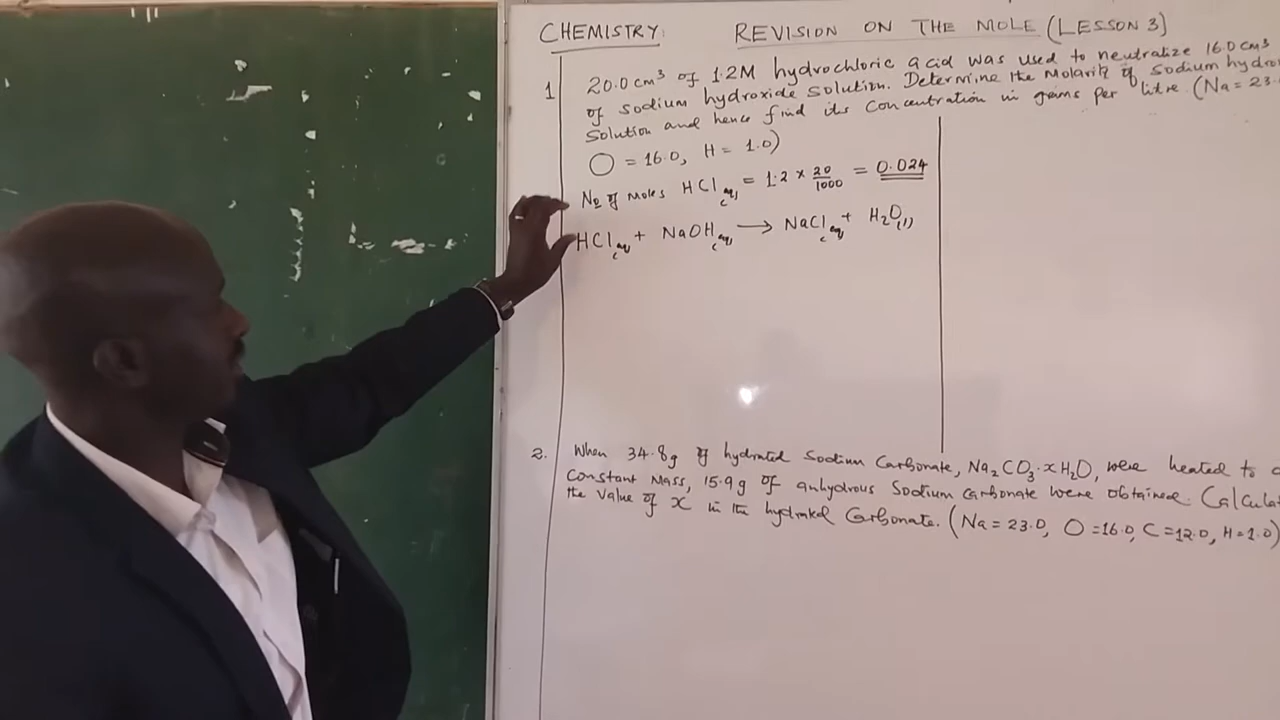 CHEMISTRY: REVISION ON THE MOLE (LESSON 3)
1 20.0 cm³ of 1.2M hydrochloric acid was used to neutralize 16.0 cm³
of sodium hydroxide solution. Determine the Molarity of sodium hydro
Solution and hence find its concentration in grams per litre (Na = 23.
O = 16.0, H = 1.0)
No of moles HCl(aq) = 1.2 × 20/1000 = 0.024
HCl(aq) + NaOH(aq) → NaCl(aq) + H₂O(l)
2. When 34.8g of hydrated Sodium Carbonate, Na₂CO₃.xH₂O, were heated to a
Constant Mass, 15.9g of anhydrous Sodium Carbonate were obtained. Calculat
the value of x in the hydrated Carbonate. (Na = 23.0, O = 16.0, C = 12.0, H = 1.0)